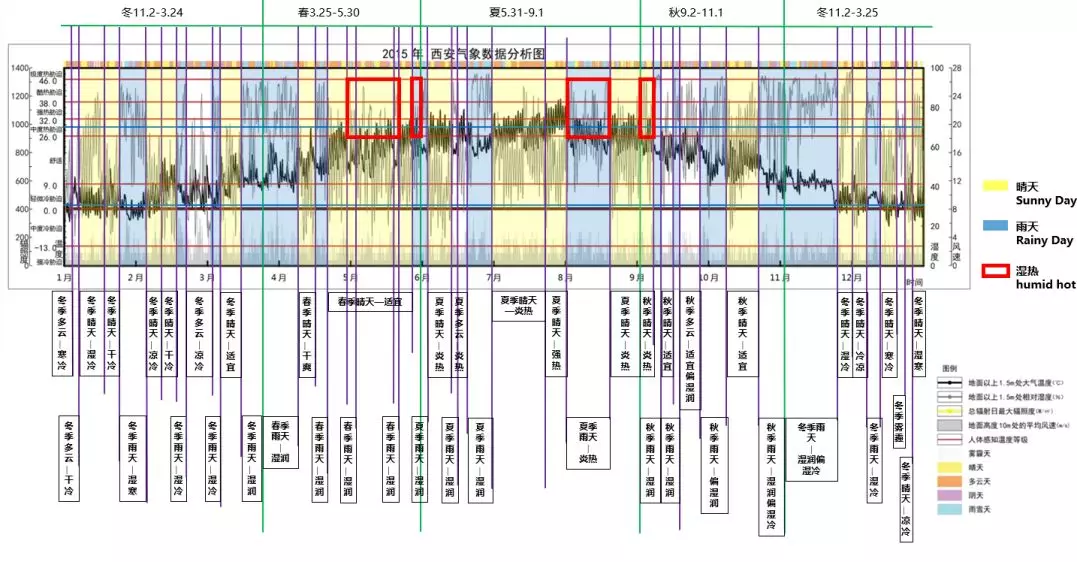 冬11.2-3.24
春3.25-5.30
夏5.31-9.1
秋9.2-11.1
冬11.2-3.25
2015年 西安气象数据分析图
1400
1200
1000
800
600
400
200
0
极度热胁迫
46.0
酷热胁迫
38.0
强热胁迫
32.0
中度热胁迫
26.0
舒适
9.0
轻微冷胁迫
0.0
中度冷胁迫
-13.0
强冷胁迫
辐照度
温度
100
80
60
40
20
0
湿度
28
24
20
16
12
8
4
0
风速
1月
2月
3月
4月
5月
6月
7月
8月
9月
10月
11月
12月
时间
晴天
Sunny Day
雨天
Rainy Day
湿热
humid hot
冬季多云—寒冷
冬季晴天—湿冷
冬季晴天—干冷
冬季晴天—凉冷
冬季晴天—干冷
冬季多云—凉冷
冬季晴天—适宜
春季晴天—干爽
春季晴天—适宜
夏季晴天—炎热
夏季多云—炎热
夏季晴天—炎热
夏季晴天—强热
夏季晴天—炎热
秋季晴天—炎热
秋季晴天—适宜
秋季多云—适宜偏湿润
秋季晴天—适宜
冬季晴天—湿冷
冬季晴天—凉冷
冬季晴天—寒冷
冬季晴天—湿寒
冬季多云—干冷
冬季雨天—湿寒
冬季雨天—湿冷
冬季雨天—湿冷
冬季雨天—湿润
春季雨天—湿润
春季雨天—湿润
春季雨天—湿润
春季雨天—湿润
夏季雨天—湿润
夏季雨天—湿润
夏季雨天—湿润
夏季雨天—炎热
秋季雨天—湿润
秋季雨天—湿润
秋季雨天—偏湿润
秋季雨天—湿润偏湿冷
冬季雨天—湿润偏湿冷
冬季雨天—湿冷
冬季雾霾
冬季晴天—凉冷
图例
地面以上1.5m处大气温度(℃)
地面以上1.5m处相对湿度(%)
总辐射日最大辐照度
地面高度10m处的平均风速(m/s)
人体感知温度等级
雾霾天
晴天
多云天
阴天
雨雪天